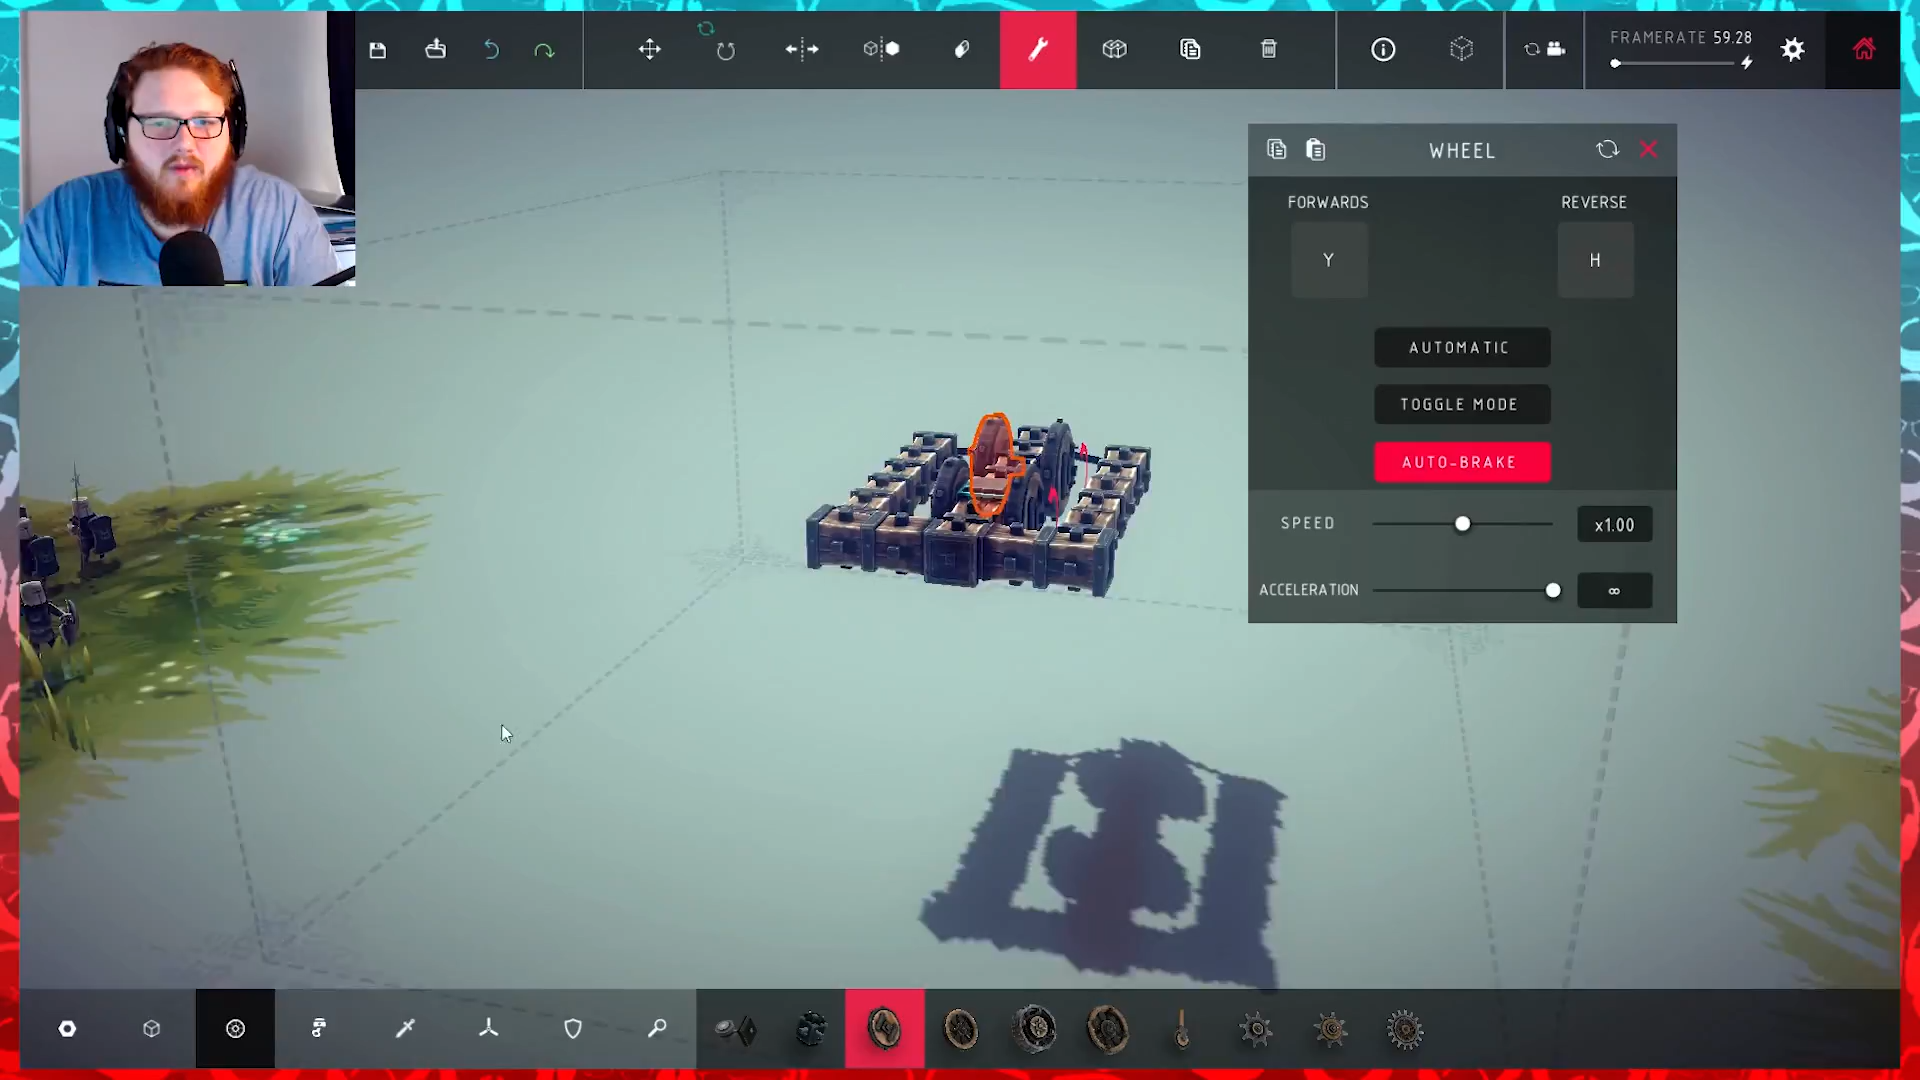 FRAMERATE 59.28
WHEEL
FORWARDS REVERSE
Y H
AUTOMATIC
TOGGLE MODE
AUTO-BRAKE
SPEED x1.00
ACCELERATION ∞